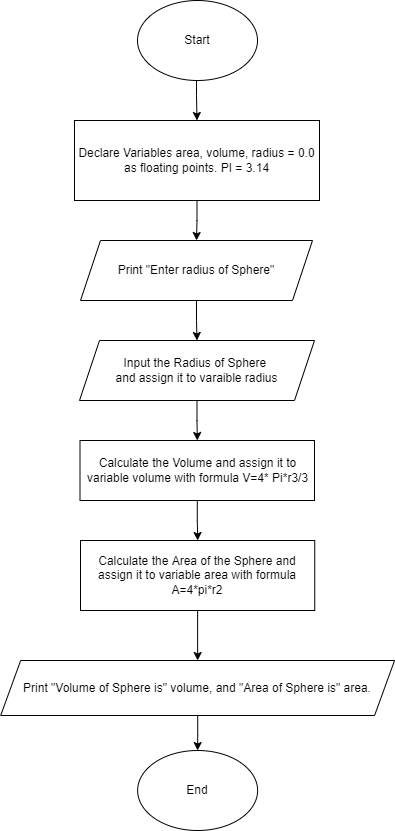 Start
Declare Variables area, volume, radius = 0.0
as floating points. PI = 3.14
Print "Enter radius of Sphere"
Input the Radius of Sphere
and assign it to varaible radius
Calculate the Volume and assign it to
variable volume with formula V=4* Pi*r3/3
Calculate the Area of the Sphere and
assign it to variable area with formula
A=4*pi*r2
Print "Volume of Sphere is" volume, and "Area of Sphere is" area.
End